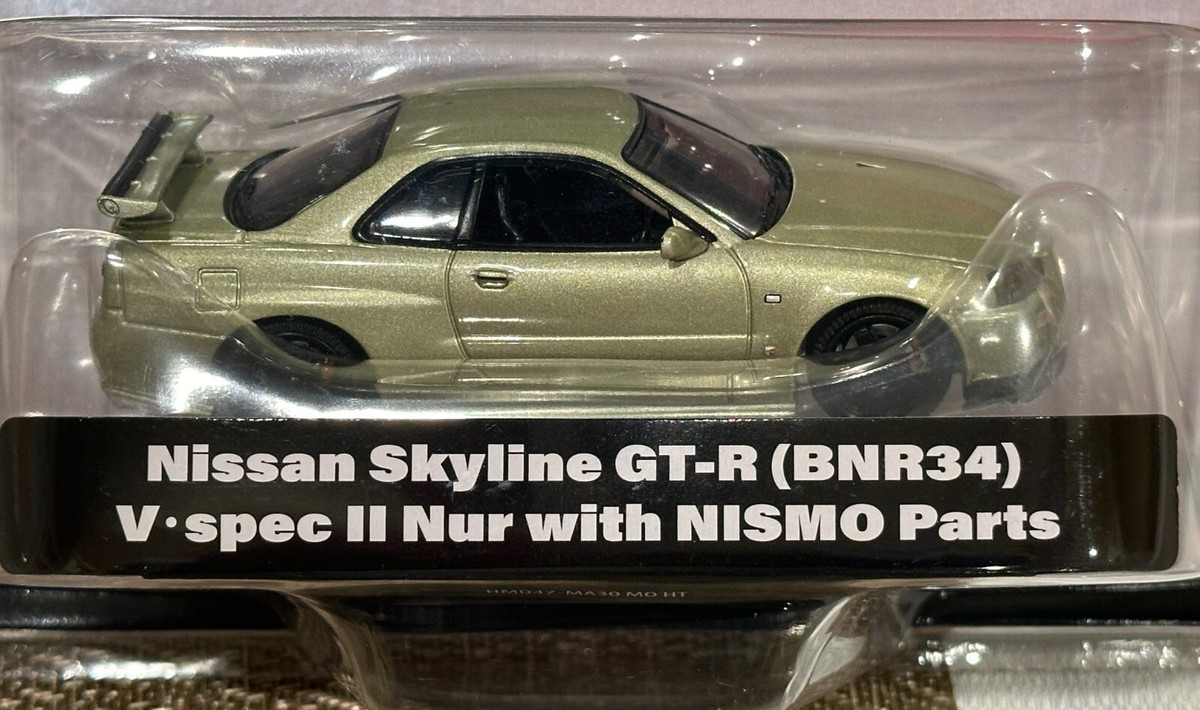 Nissan Skyline GT-R (BNR34)
V·spec II Nur with NISMO Parts